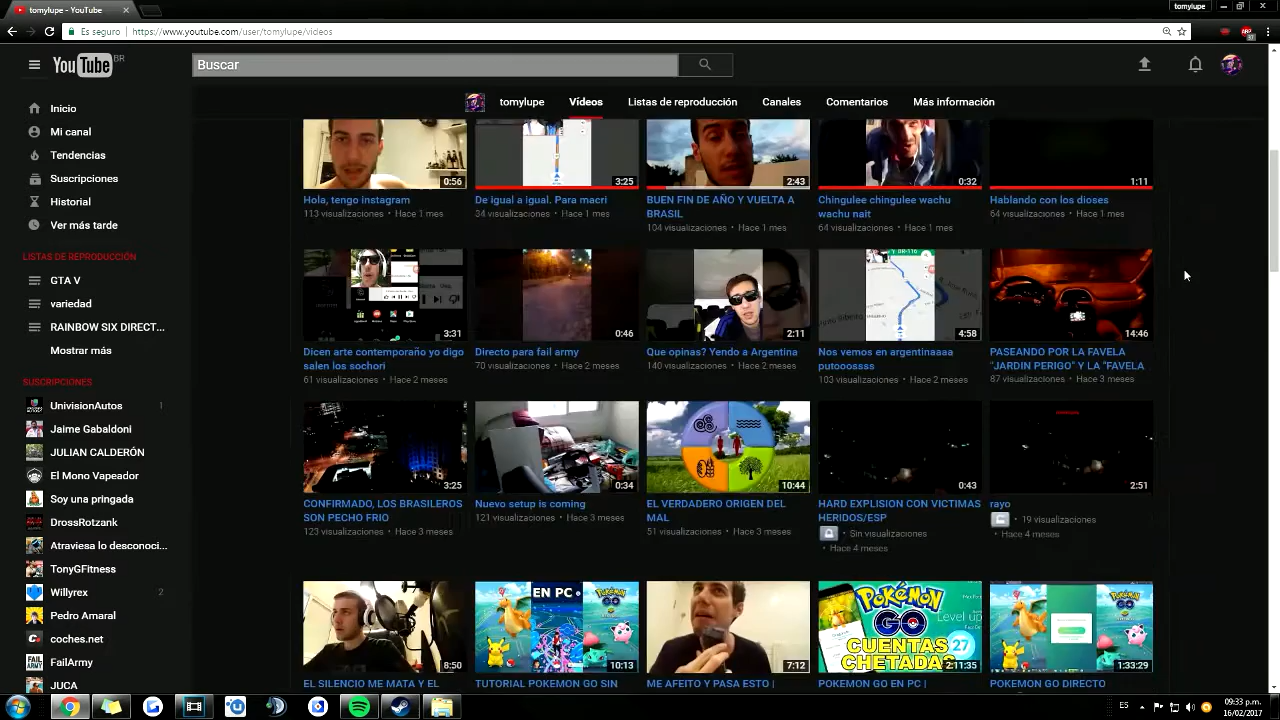 tomylupe - YouTube
tomylupe
Es seguro https://www.youtube.com/user/tomylupe/videos
YouTube BR
Buscar
tomylupe Vídeos Listas de reproducción Canales Comentarios Más información
Inicio
Mi canal
Tendencias
Suscripciones
Historial
Ver más tarde
LISTAS DE REPRODUCCIÓN
GTA V
variedad
RAINBOW SIX DIRECT...
Mostrar más
SUSCRIPCIONES
UnivisionAutos 1
Jaime Gabaldoni
JULIAN CALDERÓN
El Mono Vapeador
Soy una pringada
DrossRotzank
Atraviesa lo desconoci...
TonyGFitness
Willyrex 2
Pedro Amaral
coches.net
FailArmy
JUCA
0:56
Hola, tengo instagram
113 visualizaciones • Hace 1 mes
3:25
De igual a igual. Para macri
34 visualizaciones • Hace 1 mes
2:43
BUEN FIN DE AÑO Y VUELTA A
BRASIL
104 visualizaciones • Hace 1 mes
0:32
Chingulee chingulee wachu
wachu nait
64 visualizaciones • Hace 1 mes
1:11
Hablando con los dioses
64 visualizaciones • Hace 1 mes
3:31
Dicen arte contemporaño yo digo
salen los sochori
61 visualizaciones • Hace 2 meses
0:46
Directo para fail army
70 visualizaciones • Hace 2 meses
2:11
Que opinas? Yendo a Argentina
140 visualizaciones • Hace 2 meses
BR-116
4:58
Nos vemos en argentinaaaa
putooossss
103 visualizaciones • Hace 2 meses
14:46
PASEANDO POR LA FAVELA
"JARDIN PERIGO" Y LA "FAVELA
87 visualizaciones • Hace 3 meses
3:25
CONFIRMADO, LOS BRASILEROS
SON PECHO FRIO
123 visualizaciones • Hace 3 meses
0:34
Nuevo setup is coming
121 visualizaciones • Hace 3 meses
10:44
EL VERDADERO ORIGEN DEL
MAL
51 visualizaciones • Hace 3 meses
0:43
HARD EXPLISION CON VICTIMAS
HERIDOS/ESP
• Sin visualizaciones
• Hace 4 meses
2:51
rayo
• 19 visualizaciones
• Hace 4 meses
8:50
EL SILENCIO ME MATA Y EL
EN PC
POKÉMON GO
10:13
TUTORIAL POKEMON GO SIN
7:12
ME AFEITO Y PASA ESTO |
POKÉMON GO
Level up
27
CUENTAS
CHETADAS
2:11:35
POKEMON GO EN PC |
POKÉMON GO
1:33:29
POKEMON GO DIRECTO
ES
09:33 p.m.
16/02/2017